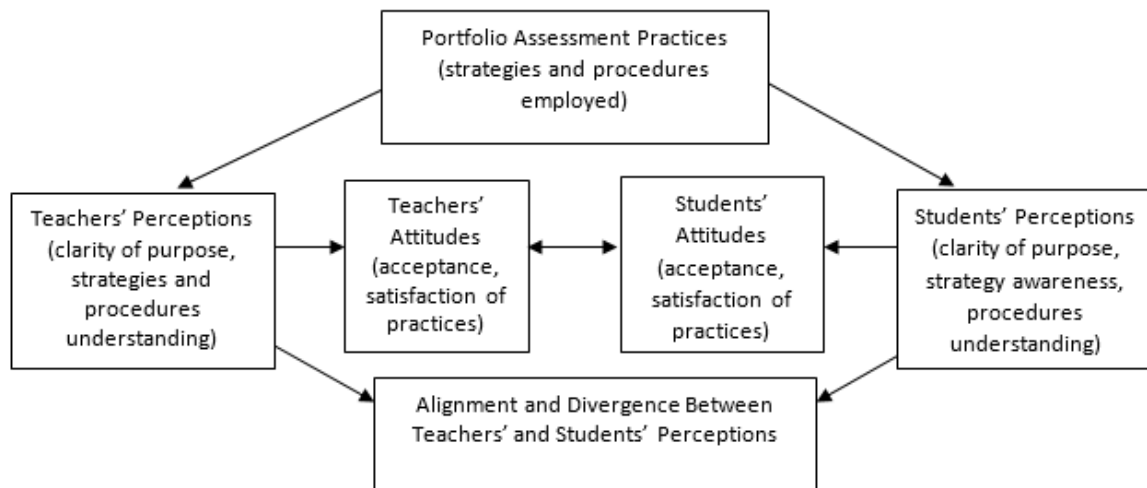 Portfolio Assessment Practices
(strategies and procedures
employed)
Teachers’ Perceptions
(clarity of purpose,
strategies and
procedures
understanding)
Teachers’
Attitudes
(acceptance,
satisfaction of
practices)
Students’
Attitudes
(acceptance,
satisfaction of
practices)
Students’ Perceptions
(clarity of purpose,
strategy awareness,
procedures
understanding)
Alignment and Divergence Between
Teachers’ and Students’ Perceptions